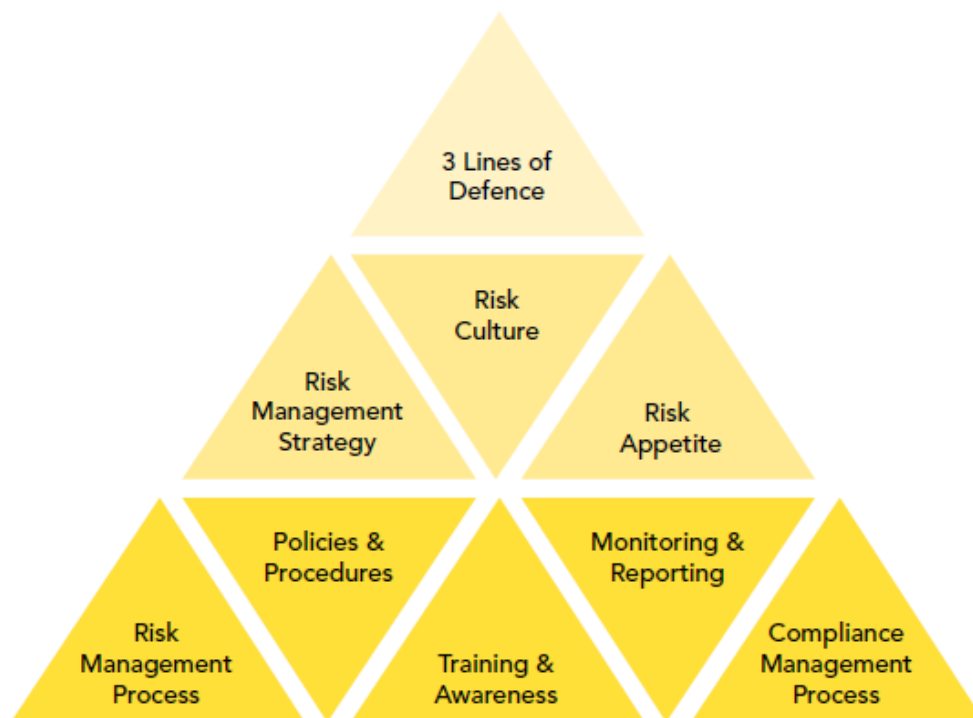 3 Lines of
Defence
Risk
Culture
Risk
Management
Strategy
Risk
Appetite
Policies &
Procedures
Monitoring &
Reporting
Risk
Management
Process
Training &
Awareness
Compliance
Management
Process